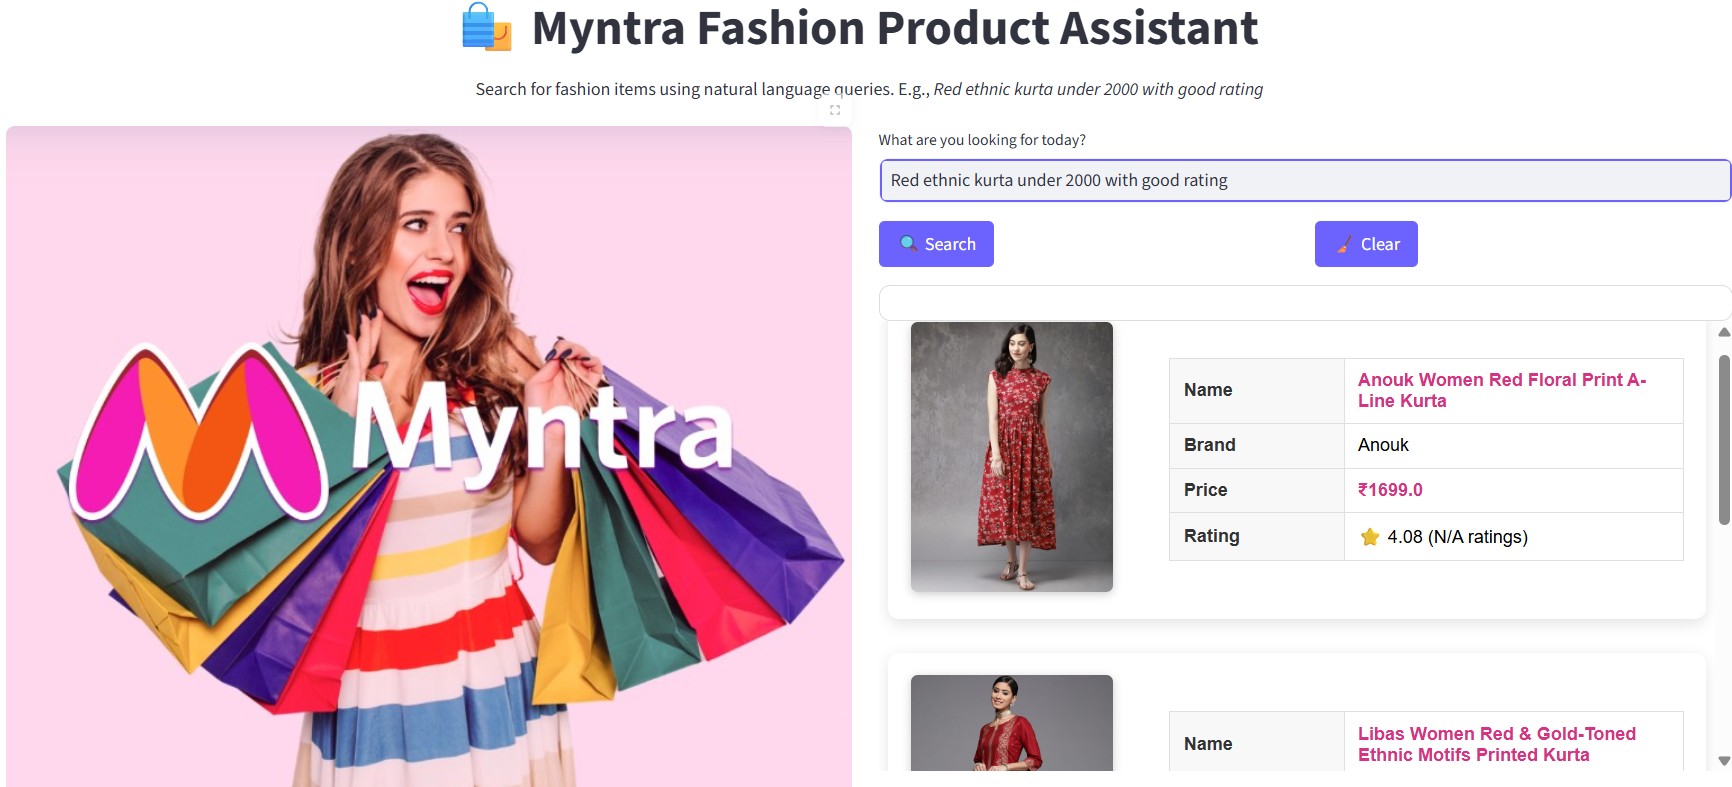 Myntra Fashion Product Assistant
Search for fashion items using natural language queries. E.g., Red ethnic kurta under 2000 with good rating
Myntra
What are you looking for today?
Red ethnic kurta under 2000 with good rating
Search
Clear
Name
Anouk Women Red Floral Print A-
Line Kurta
Brand
Anouk
Price
₹1699.0
Rating
4.08 (N/A ratings)
Name
Libas Women Red & Gold-Toned
Ethnic Motifs Printed Kurta